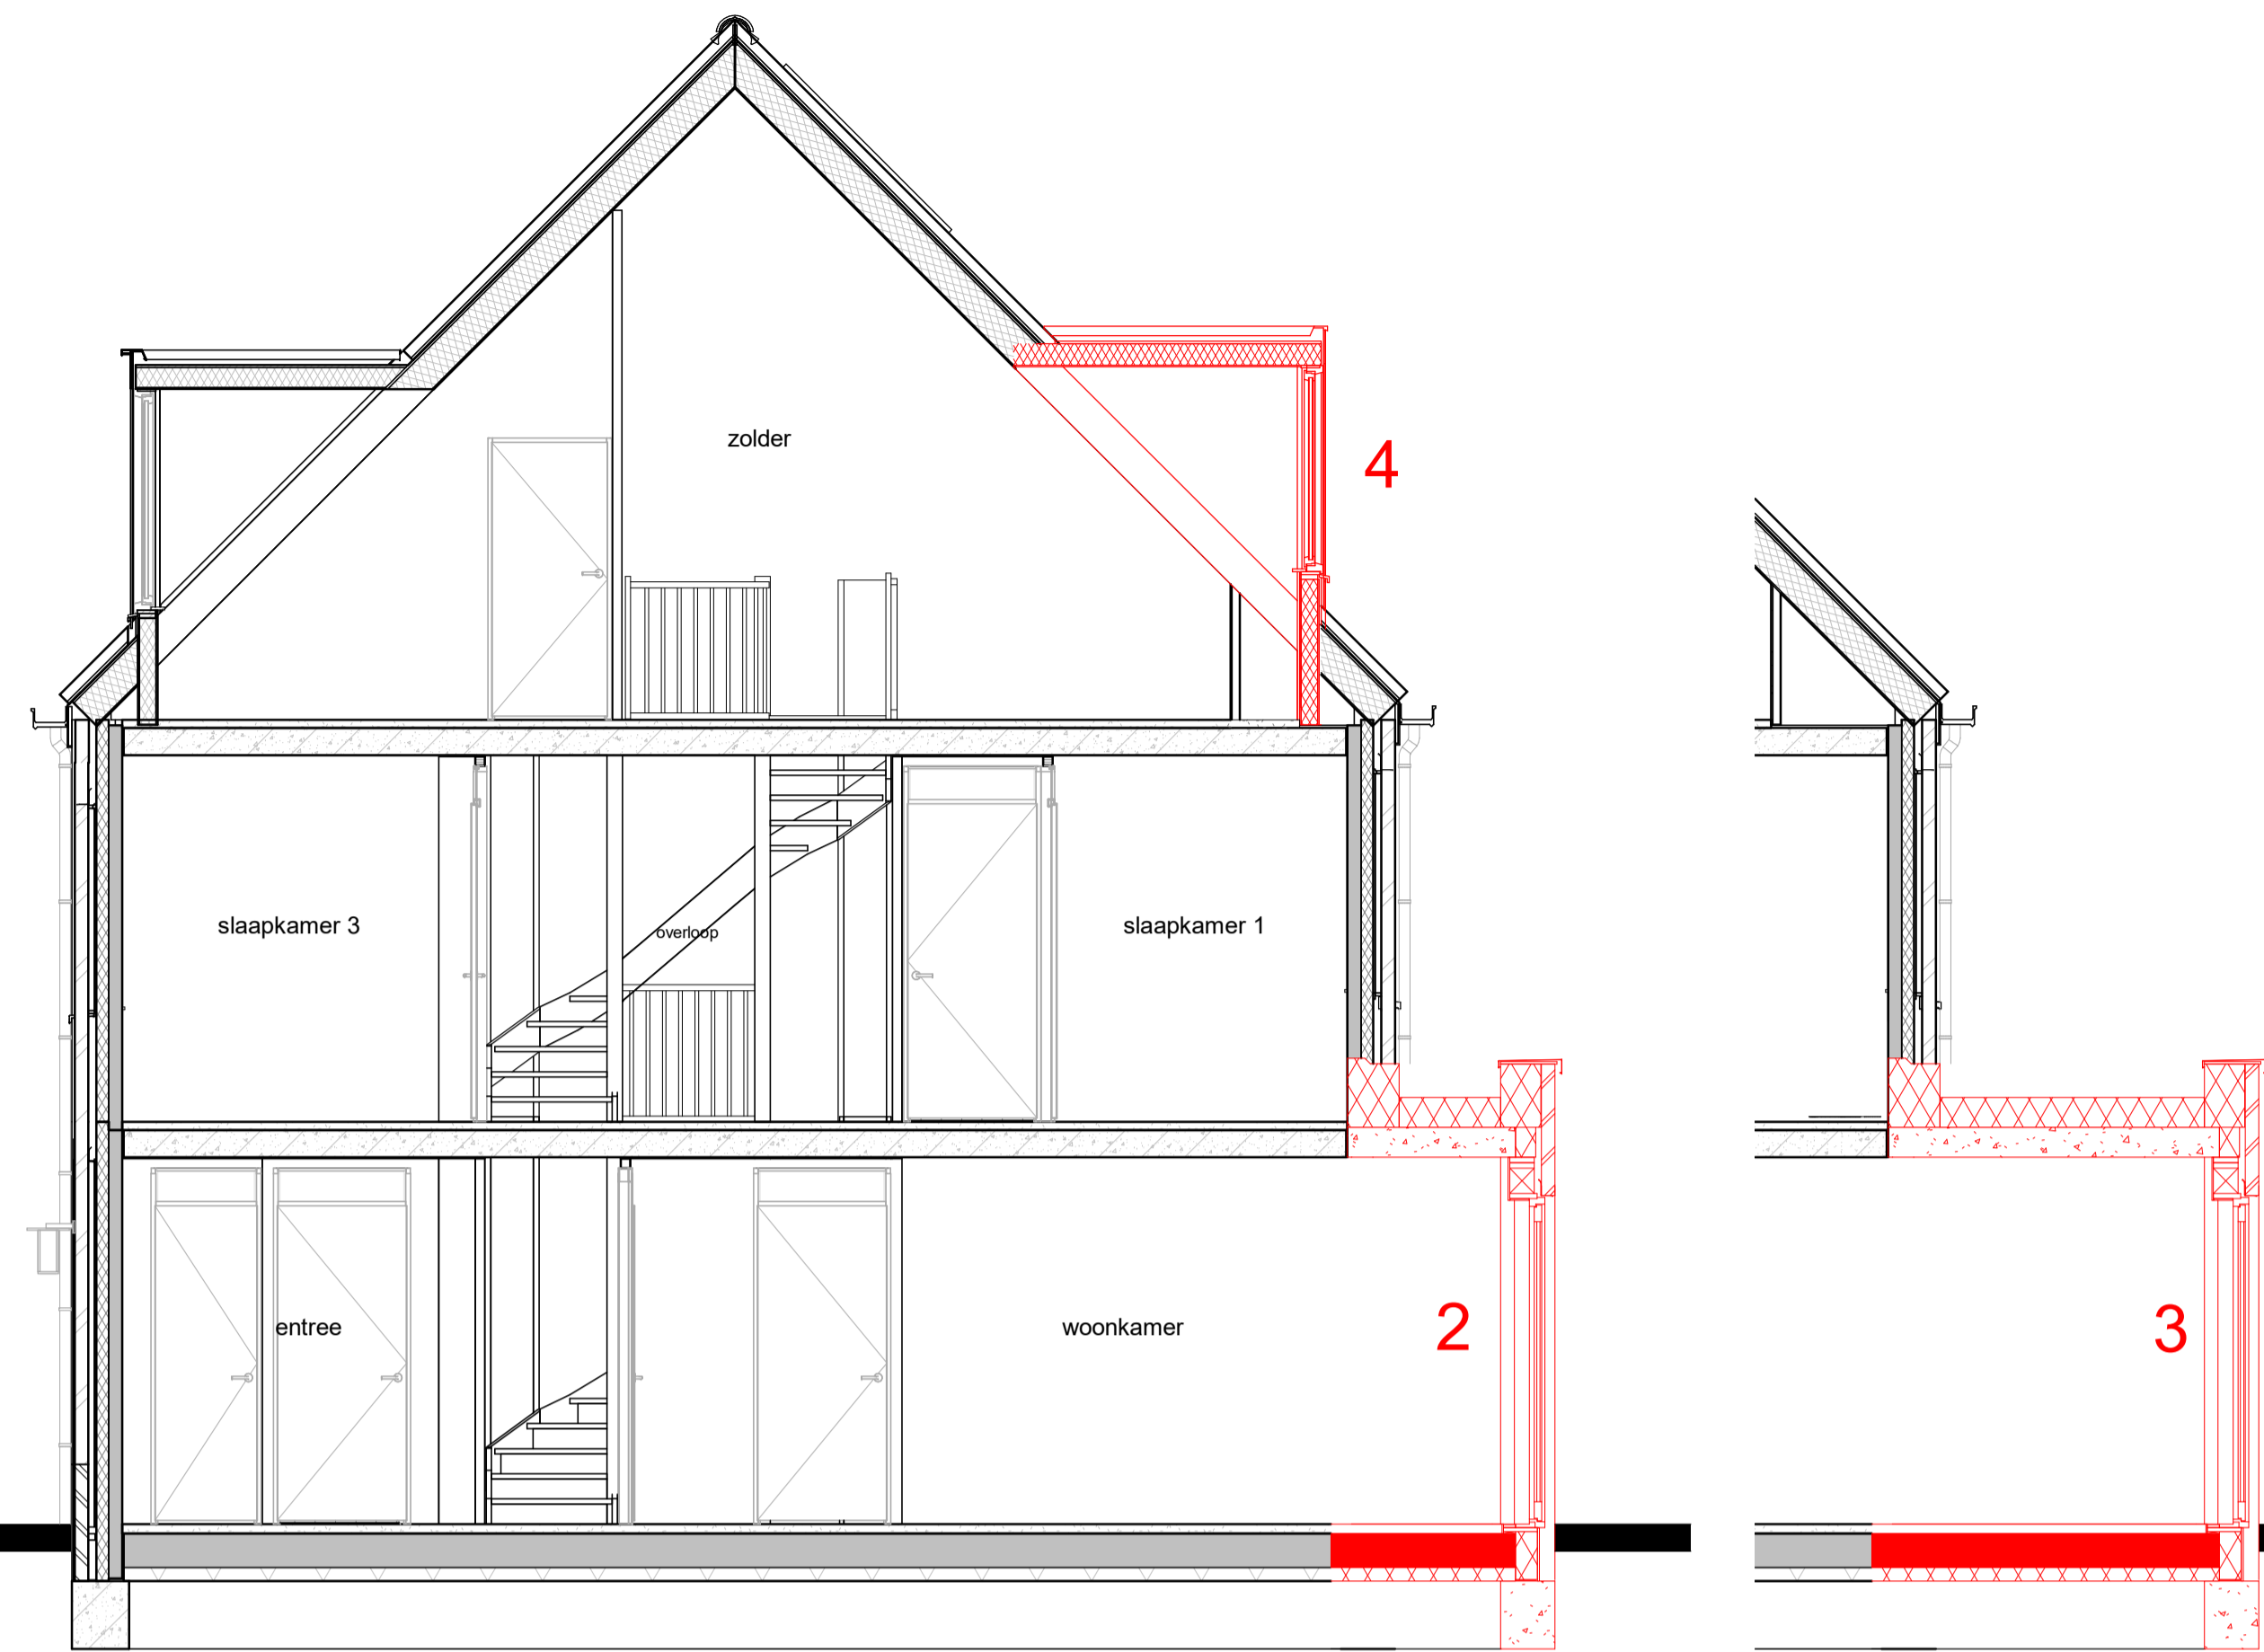 zolder
4
slaapkamer 3
overloop
slaapkamer 1
entree
woonkamer
2
3